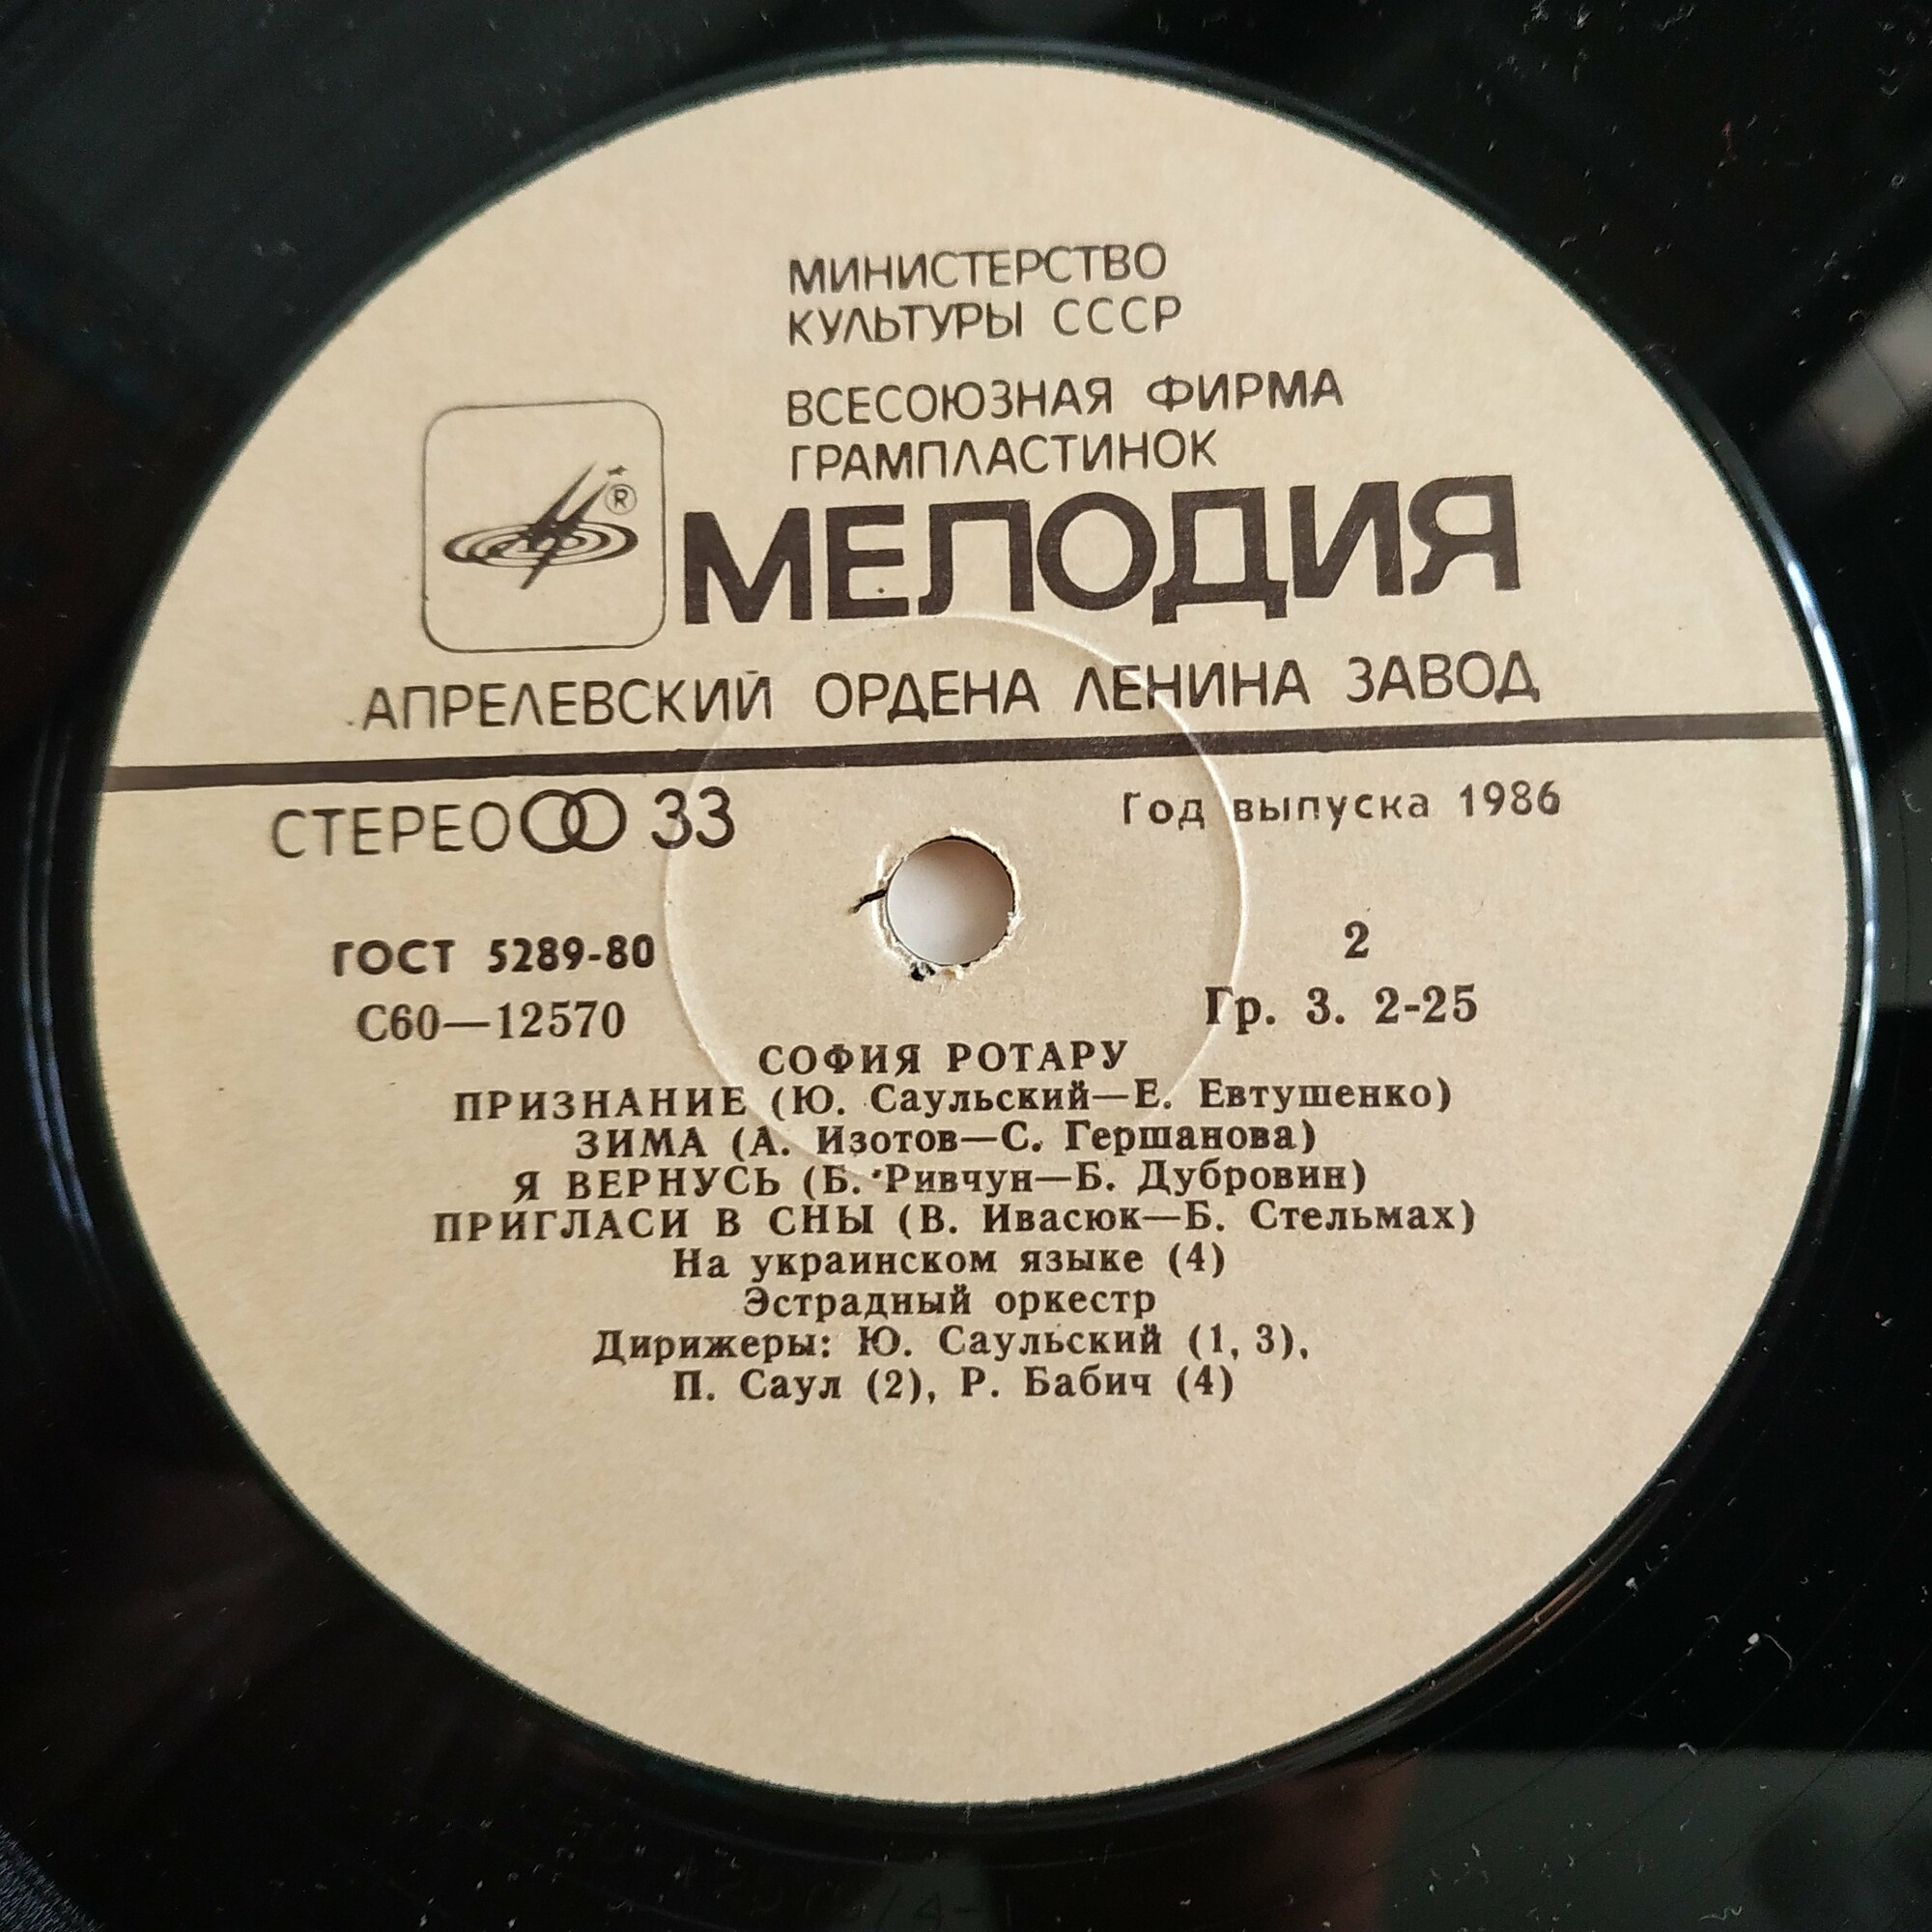 МИНИСТЕРСТВО
КУЛЬТУРЫ СССР
ВСЕСОЮЗНАЯ ФИРМА
ГРАМПЛАСТИНОК
®
МЕЛОДИЯ
АПРЕЛЕВСКИЙ ОРДЕНА ЛЕНИНА ЗАВОД
СТЕРЕО 33
Год выпуска 1986
ГОСТ 5289-80
2
С60—12570
Гр. 3. 2-25
СОФИЯ РОТАРУ
ПРИЗНАНИЕ (Ю. Саульский—Е. Евтушенко)
ЗИМА (А. Изотов—С. Гершанова)
Я ВЕРНУСЬ (Б. Ривчун—Б. Дубровин)
ПРИГЛАСИ В СНЫ (В. Ивасюк—Б. Стельмах)
На украинском языке (4)
Эстрадный оркестр
Дирижеры: Ю. Саульский (1, 3),
П. Саул (2), Р. Бабич (4)